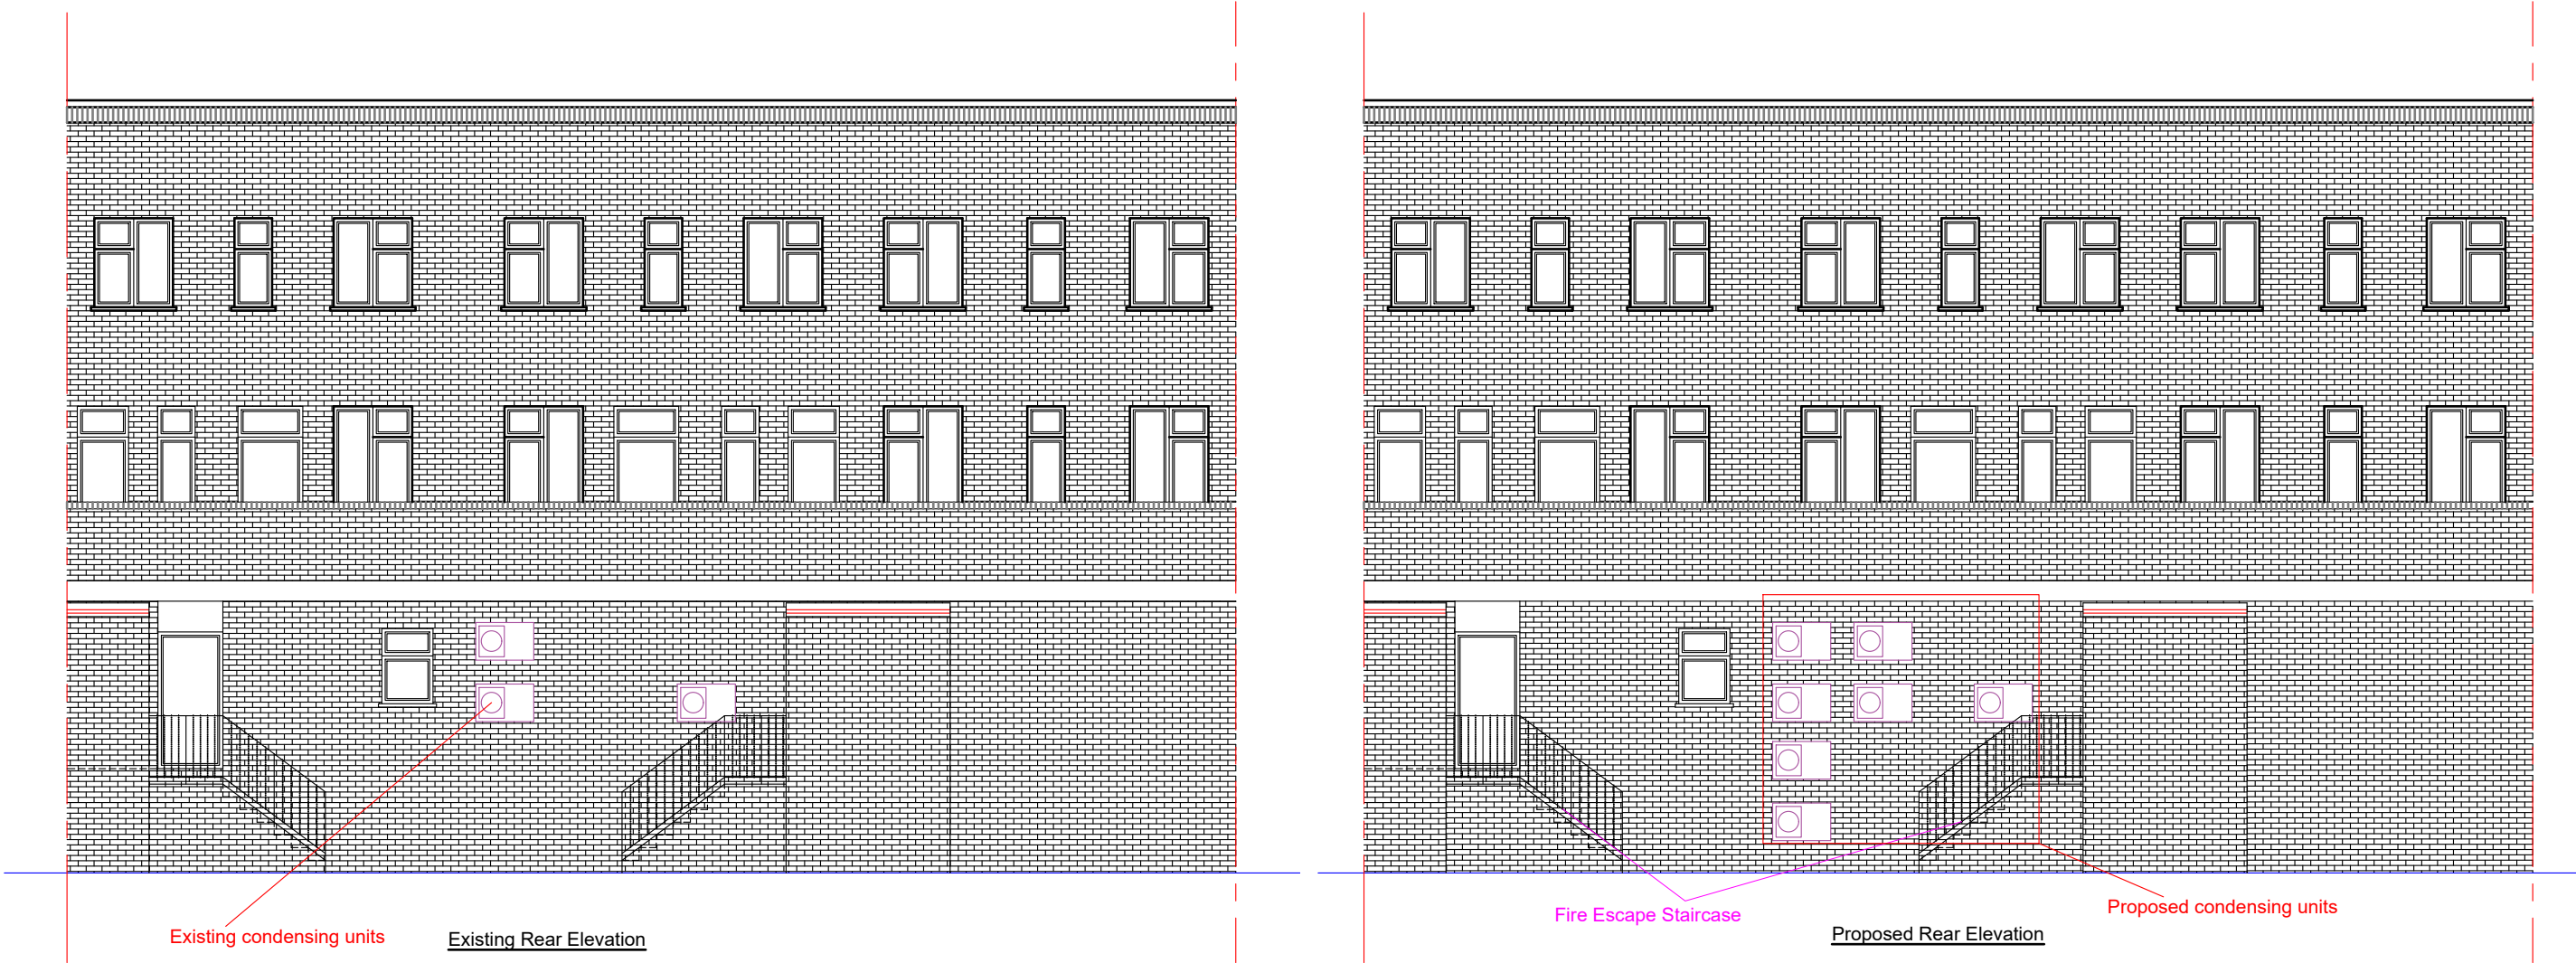 Existing condensing units
Existing Rear Elevation
Fire Escape Staircase
Proposed condensing units
Proposed Rear Elevation